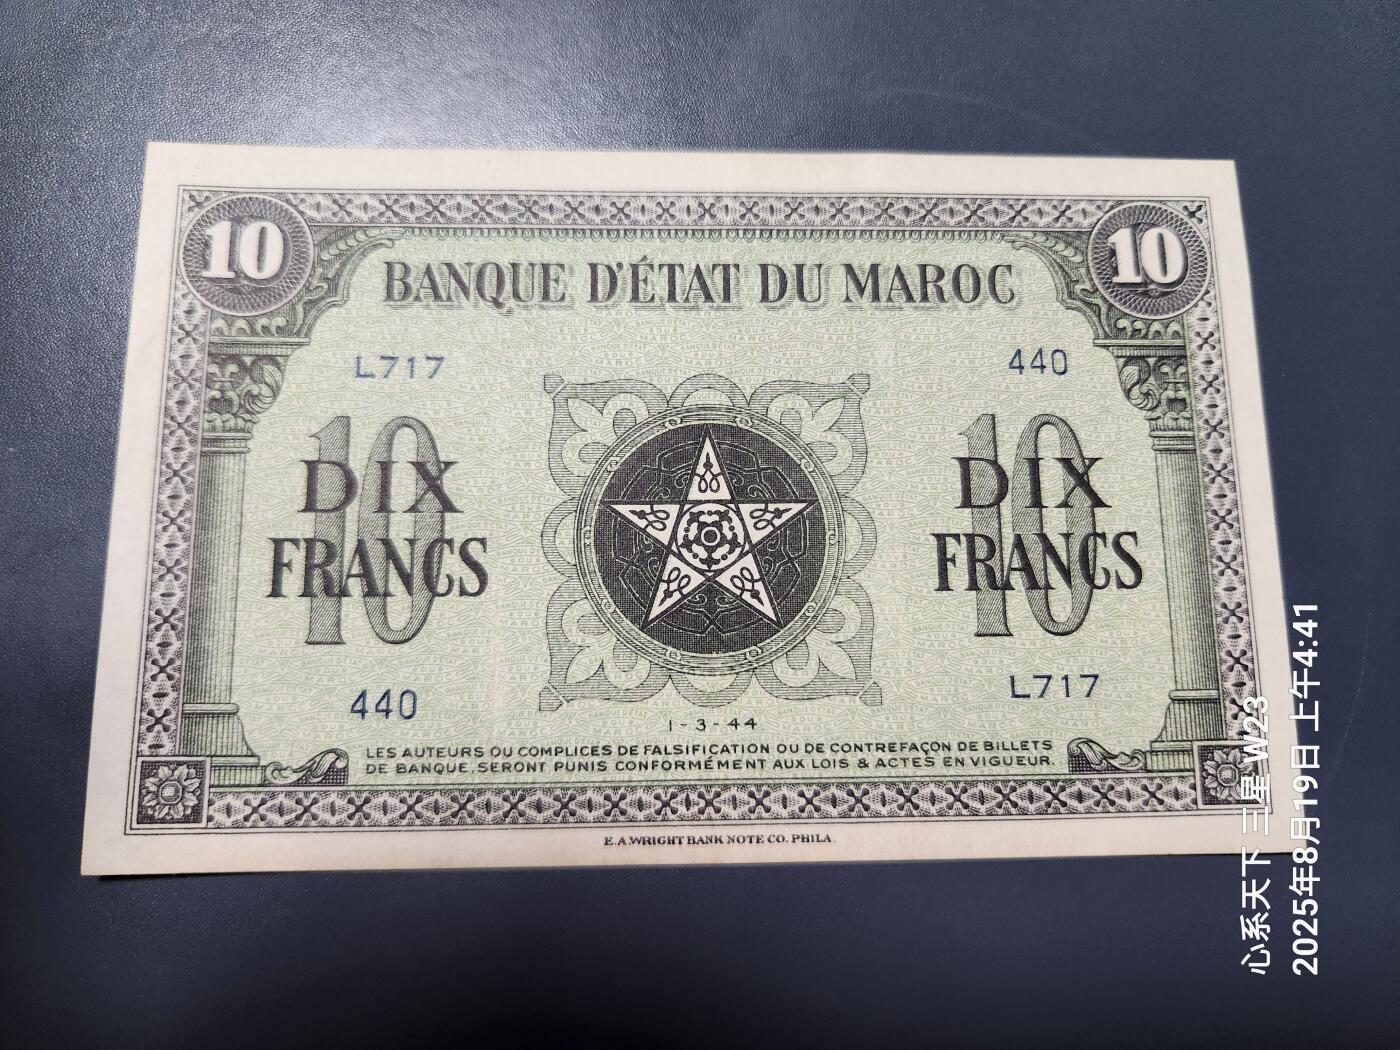 10
10
BANQUE D'ÉTAT DU MAROC
L717
440
10
DIX
FRANCS
10
DIX
FRANCS
440
L717
1-3-44
LES AUTEURS OU COMPLICES DE FALSIFICATION OU DE CONTREFAÇON DE BILLETS
DE BANQUE, SERONT PUNIS CONFORMÉMENT AUX LOIS & ACTES EN VIGUEUR.
E.A.WRIGHT BANK NOTE CO. PHILA.
心系天下 三星 W23
2025年8月19日 上午4:41